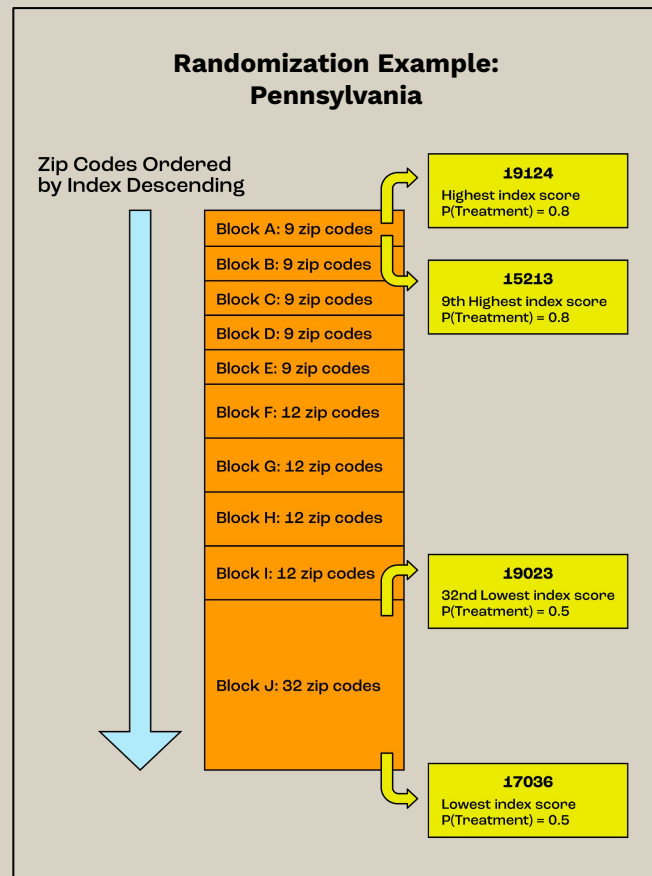 Randomization Example:
Pennsylvania
Zip Codes Ordered
by Index Descending
19124
Highest index score
P(Treatment) = 0.8
Block A: 9 zip codes
Block B: 9 zip codes
15213
9th Highest index score
P(Treatment) = 0.8
Block C: 9 zip codes
Block D: 9 zip codes
Block E: 9 zip codes
Block F: 12 zip codes
Block G: 12 zip codes
Block H: 12 zip codes
Block I: 12 zip codes
19023
32nd Lowest index score
P(Treatment) = 0.5
Block J: 32 zip codes
17036
Lowest index score
P(Treatment) = 0.5